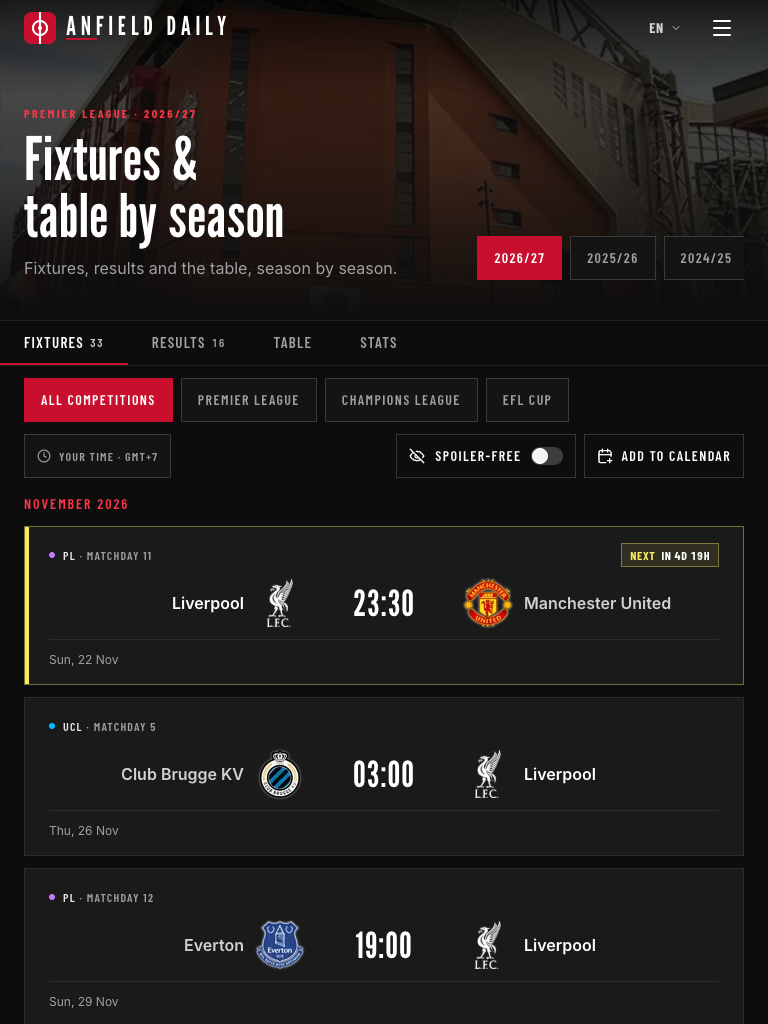 ANFIELD DAILY
EN
PREMIER LEAGUE · 2026/27
Fixtures &
table by season
Fixtures, results and the table, season by season.
2026/27
2025/26
2024/25
FIXTURES 33
RESULTS 16
TABLE
STATS
ALL COMPETITIONS
PREMIER LEAGUE
CHAMPIONS LEAGUE
EFL CUP
YOUR TIME · GMT+7
SPOILER-FREE
ADD TO CALENDAR
NOVEMBER 2026
PL · MATCHDAY 11
NEXT IN 4D 19H
Liverpool
L.F.C.
23:30
MANCHESTER
UNITED
Manchester United
Sun, 22 Nov
UCL · MATCHDAY 5
Club Brugge KV
03:00
L.F.C.
Liverpool
Thu, 26 Nov
PL · MATCHDAY 12
Everton
Everton
19:00
L.F.C.
Liverpool
Sun, 29 Nov